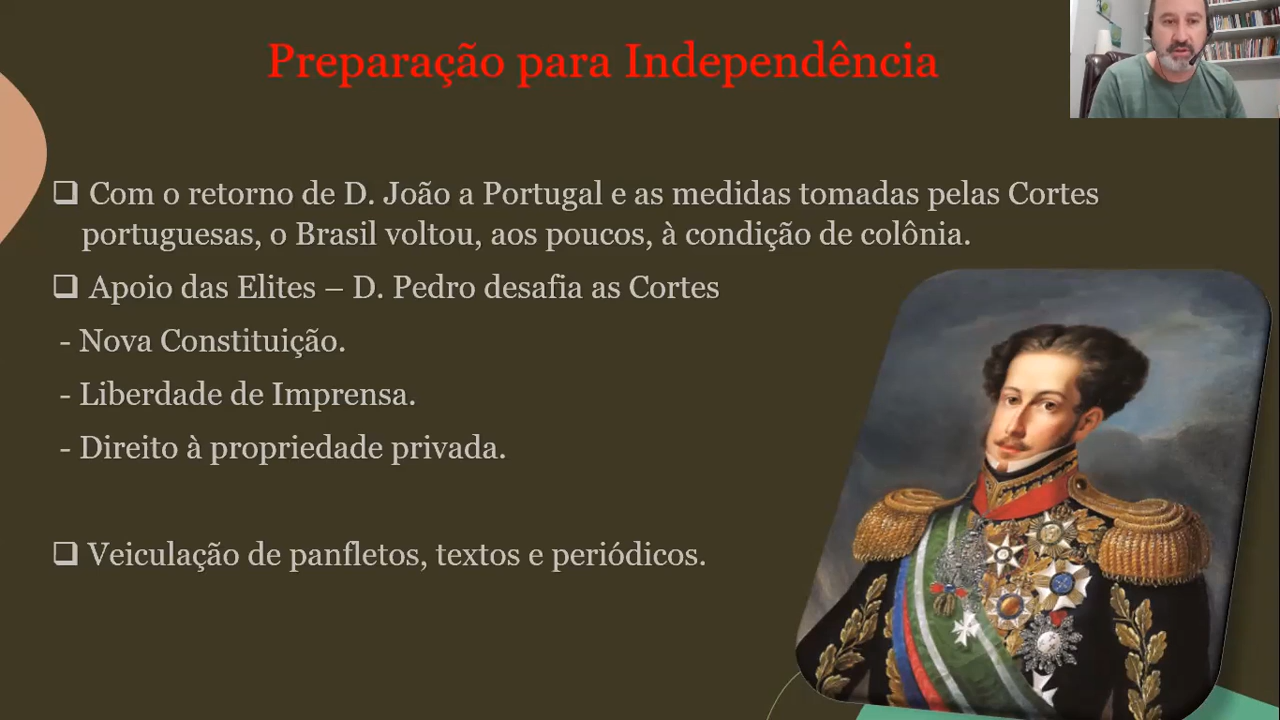 Preparação para Independência
❑ Com o retorno de D. João a Portugal e as medidas tomadas pelas Cortes
portuguesas, o Brasil voltou, aos poucos, à condição de colônia.
❑ Apoio das Elites – D. Pedro desafia as Cortes
- Nova Constituição.
- Liberdade de Imprensa.
- Direito à propriedade privada.
❑ Veiculação de panfletos, textos e periódicos.